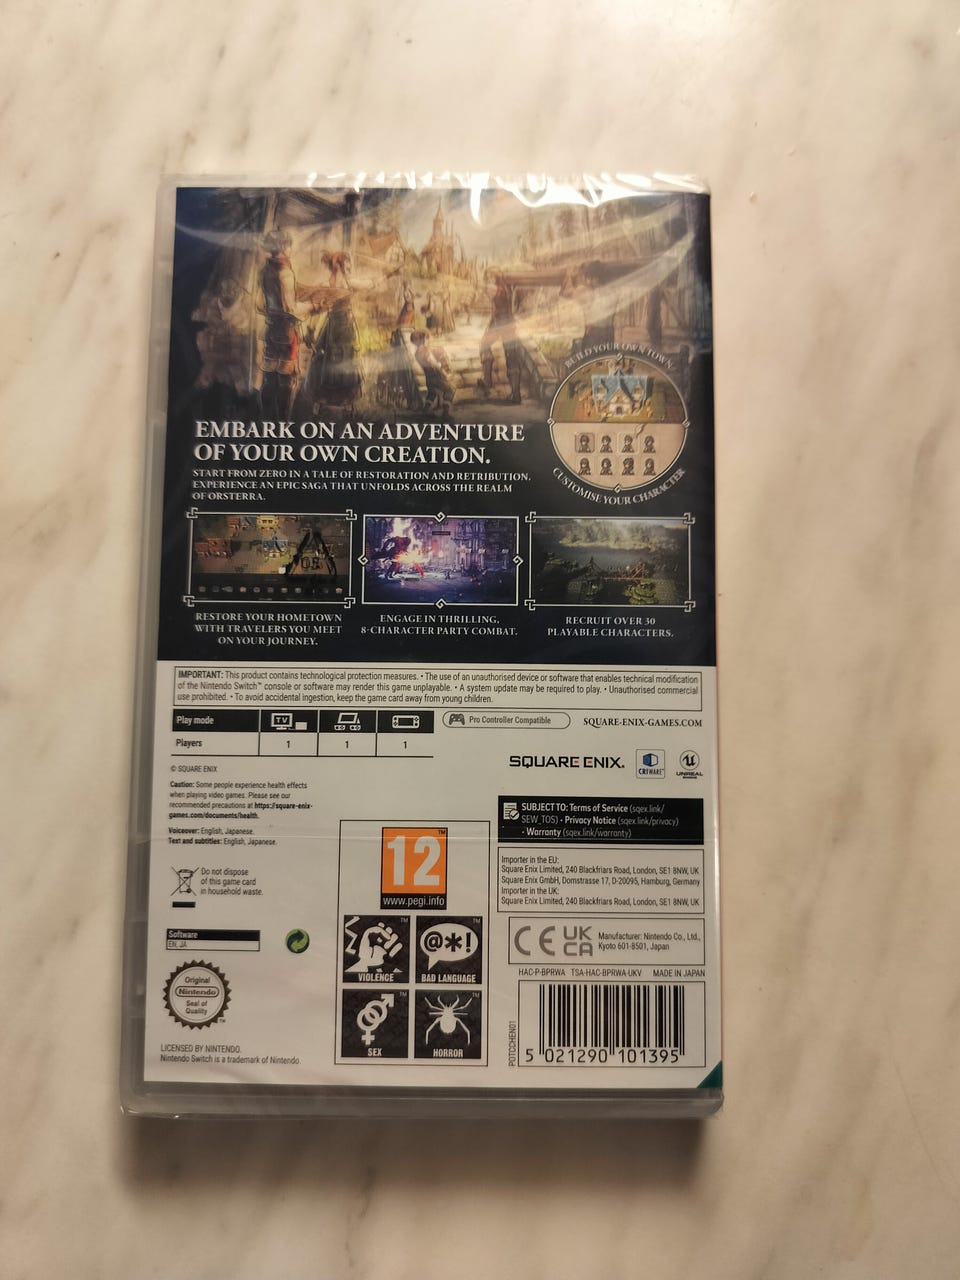 BUILD YOUR OWN TOWN
CUSTOMISE YOUR CHARACTER
EMBARK ON AN ADVENTURE
OF YOUR OWN CREATION.
START FROM ZERO IN A TALE OF RESTORATION AND RETRIBUTION.
EXPERIENCE AN EPIC SAGA THAT UNFOLDS ACROSS THE REALM
OF ORSTERRA.
RESTORE YOUR HOMETOWN
WITH TRAVELERS YOU MEET
ON YOUR JOURNEY.
ENGAGE IN THRILLING,
8-CHARACTER PARTY COMBAT.
RECRUIT OVER 30
PLAYABLE CHARACTERS.
IMPORTANT: This product contains technological protection measures. • The use of an unauthorised device or software that enables technical modification
of the Nintendo Switch™ console or software may render this game unplayable. • A system update may be required to play. • Unauthorised commercial
use prohibited. • To avoid accidental ingestion, keep the game card away from young children.
Play mode
TV
Pro Controller Compatible
SQUARE-ENIX-GAMES.COM
Players 1 1 1
© SQUARE ENIX
SQUARE ENIX.
CRIWARE™
UNREAL
Caution: Some people experience health effects
when playing video games. Please see our
recommended precautions at https://square-enix-
games.com/documents/health.
Voiceover: English, Japanese.
Text and subtitles: English, Japanese.
SUBJECT TO: Terms of Service (sqex.link/
SEW_TOS) • Privacy Notice (sqex.link/privacy)
• Warranty (sqex.link/warranty)
Do not dispose
of this game card
in household waste.
12
www.pegi.info
Importer in the EU:
Square Enix Limited, 240 Blackfriars Road, London, SE1 8NW, UK
Square Enix GmbH, Domstrasse 17, D-20095, Hamburg, Germany
Importer in the UK:
Square Enix Limited, 240 Blackfriars Road, London, SE1 8NW, UK
Software
EN, JA
VIOLENCE
@*!
BAD LANGUAGE
SEX
HORROR
CE UK
CA
Manufacturer: Nintendo Co., Ltd.,
Kyoto 601-8501, Japan
HAC-P-BPRWA TSA-HAC-BPRWA-UKV MADE IN JAPAN
Original
Nintendo
Seal of
Quality
TM
LICENSED BY NINTENDO.
Nintendo Switch is a trademark of Nintendo.
POTCCHEN01
5 021290 101395